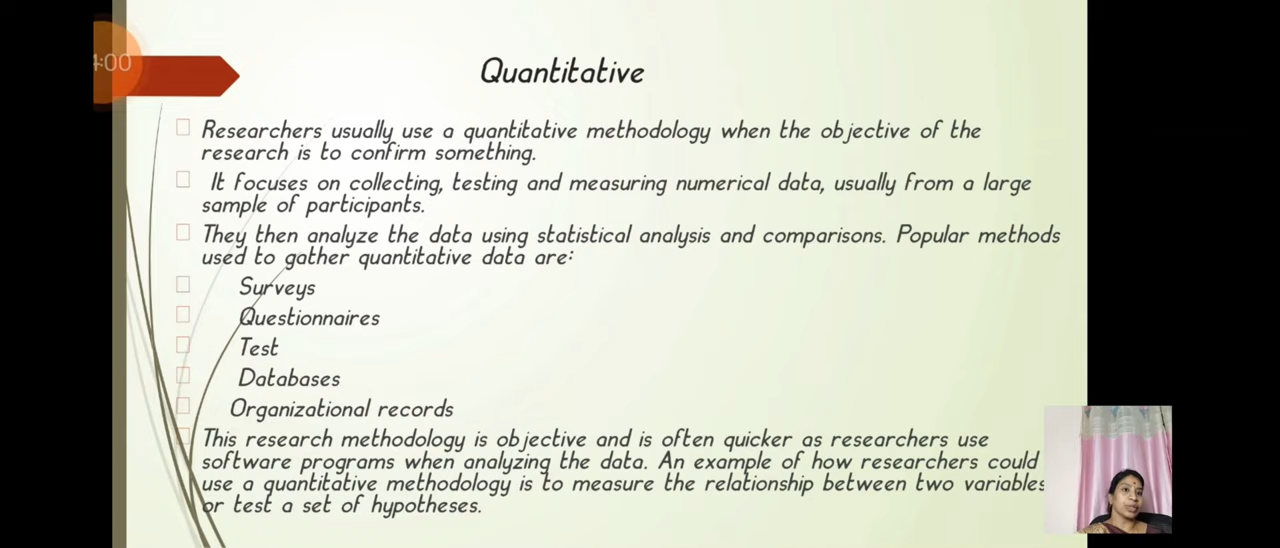 4:00
Quantitative
Researchers usually use a quantitative methodology when the objective of the
research is to confirm something.
It focuses on collecting, testing and measuring numerical data, usually from a large
sample of participants.
They then analyze the data using statistical analysis and comparisons. Popular methods
used to gather quantitative data are:
Surveys
Questionnaires
Test
Databases
Organizational records
This research methodology is objective and is often quicker as researchers use
software programs when analyzing the data. An example of how researchers could
use a quantitative methodology is to measure the relationship between two variables
or test a set of hypotheses.